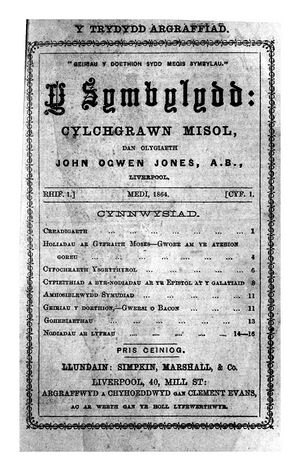 Y TRYDYDD ARGRAFFIAD.
"GEIRIAU Y DOETHION SYDD MEGIS SYMBYLAU."
Y Symbylydd:
CYLCHGRAWN MISOL,
DAN OLYGIAETH
JOHN OGWEN JONES, A.B.,
LIVERPOOL.
RHIF. 1.] MEDI, 1864. [CYF. 1.
CYNNWYSIAD.
CREADIGAETH ... 1
HOLIADAU AR GYFRAITH MOSES—GWOBR AM YR ATEBION
GOREU ... 4
CYFOCHRAETH YSGRYTHYROL ... 6
CYFIEITHIAD A BYR-NODIADAU AR YR EPISTOL AT Y GALATIAID 8
AMHOSIBLRWYDD SYMUDIAD ... 11
GEIRIAU Y DOETHION,—GWERSI O BACON ... 11
GOHEBIAETHAU ... 13
NODIADAU AR LYFRAU ... 14—16
PRIS CEINIOG.
LLUNDAIN: SIMPKIN, MARSHALL, & Co.
LIVERPOOL, 40, MILL ST:
ARGRAFFWYD A CHYHOEDDWYD GAN CLEMENT EVANS,
AC AR WERTH GAN YR HOLL LYFRWERTHWYR.